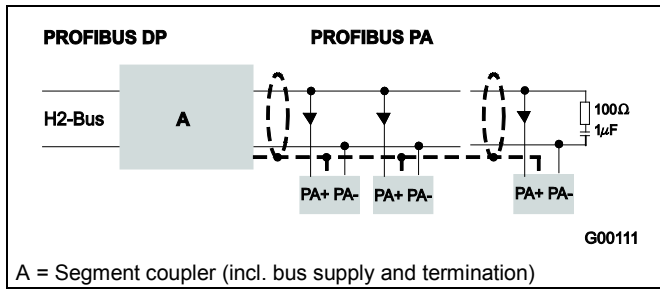 PROFIBUS DP PROFIBUS PA
H2-Bus A 100Ω
1µF
PA+ PA- PA+ PA- PA+ PA-
G00111
A = Segment coupler (incl. bus supply and termination)